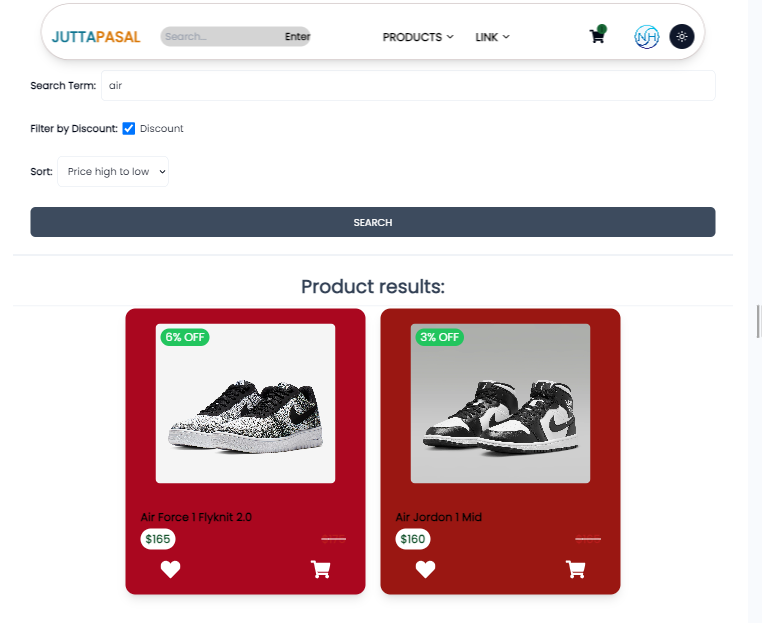 JUTTAPASAL
Search...
Enter
PRODUCTS
LINK
NH
Search Term:
air
Filter by Discount:
Discount
Sort:
Price high to low
SEARCH
Product results:
6% OFF
3% OFF
Air Force 1 Flyknit 2.0
Air Jordon 1 Mid
$165
$160